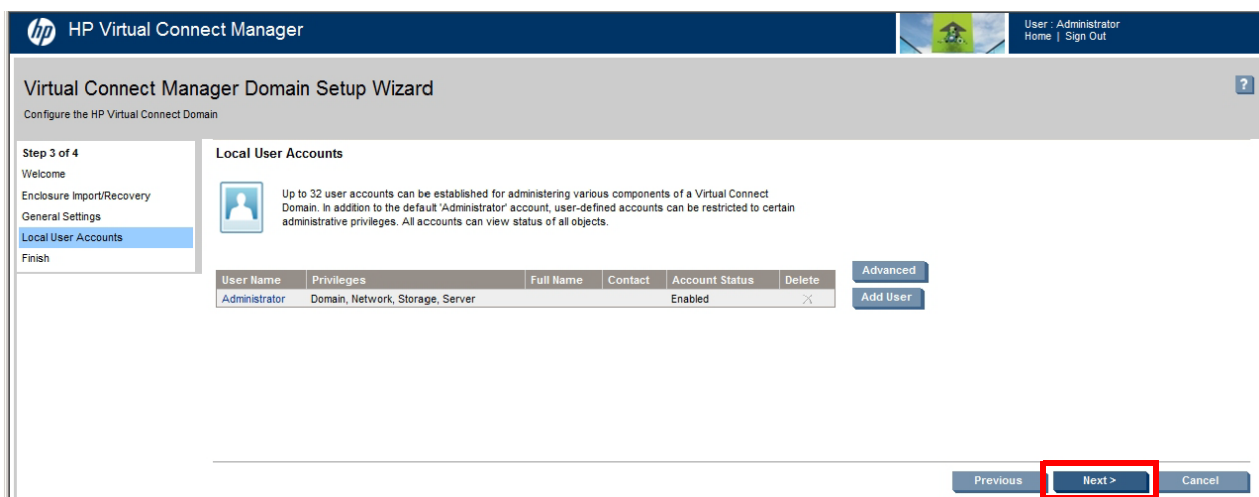 hp HP Virtual Connect Manager
User : Administrator
Home | Sign Out
Virtual Connect Manager Domain Setup Wizard
?
Configure the HP Virtual Connect Domain
Step 3 of 4
Welcome
Enclosure Import/Recovery
General Settings
Local User Accounts
Finish
Local User Accounts
Up to 32 user accounts can be established for administering various components of a Virtual Connect
Domain. In addition to the default 'Administrator' account, user-defined accounts can be restricted to certain
administrative privileges. All accounts can view status of all objects.
User Name Privileges Full Name Contact Account Status Delete
Administrator Domain, Network, Storage, Server Enabled
Advanced
Add User
Previous Next > Cancel